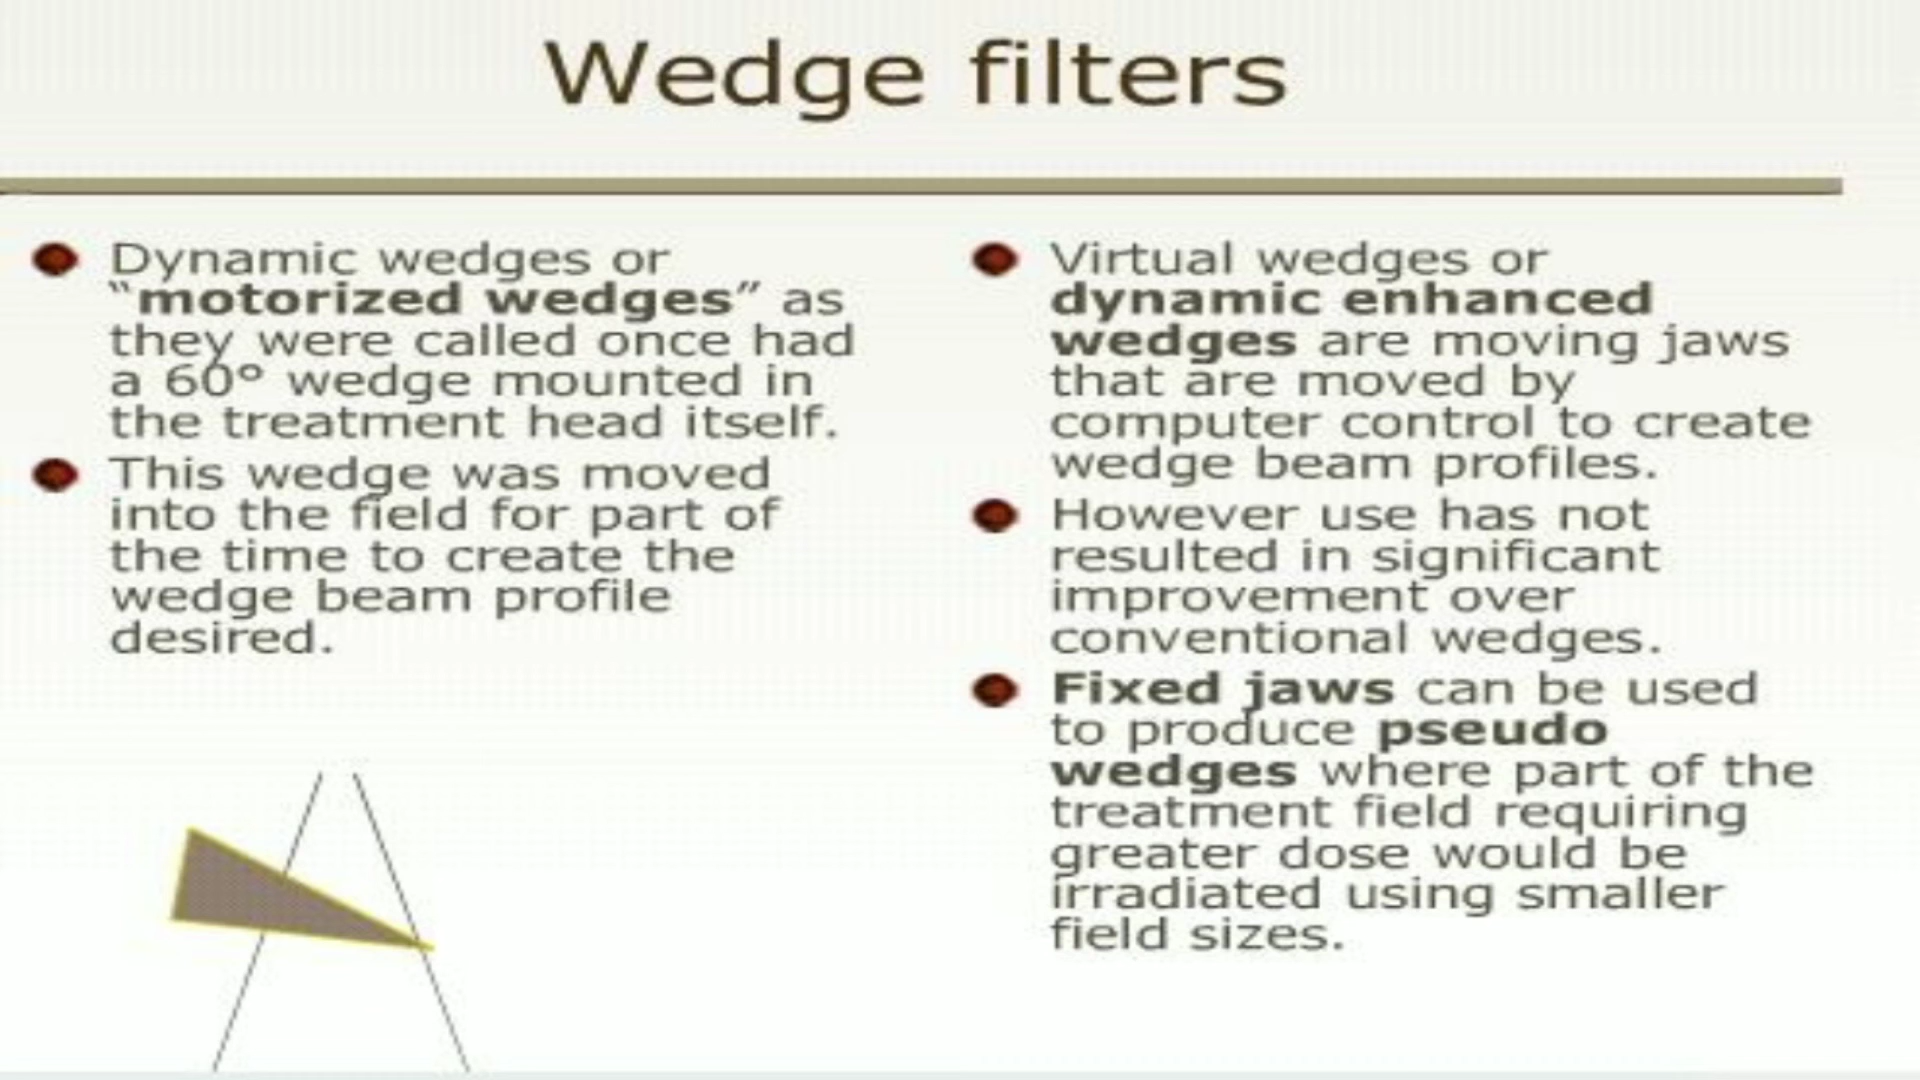 Wedge filters
Dynamic wedges or
“motorized wedges” as
they were called once had
a 60° wedge mounted in
the treatment head itself.
This wedge was moved
into the field for part of
the time to create the
wedge beam profile
desired.
Virtual wedges or
dynamic enhanced
wedges are moving jaws
that are moved by
computer control to create
wedge beam profiles.
However use has not
resulted in significant
improvement over
conventional wedges.
Fixed jaws can be used
to produce pseudo
wedges where part of the
treatment field requiring
greater dose would be
irradiated using smaller
field sizes.